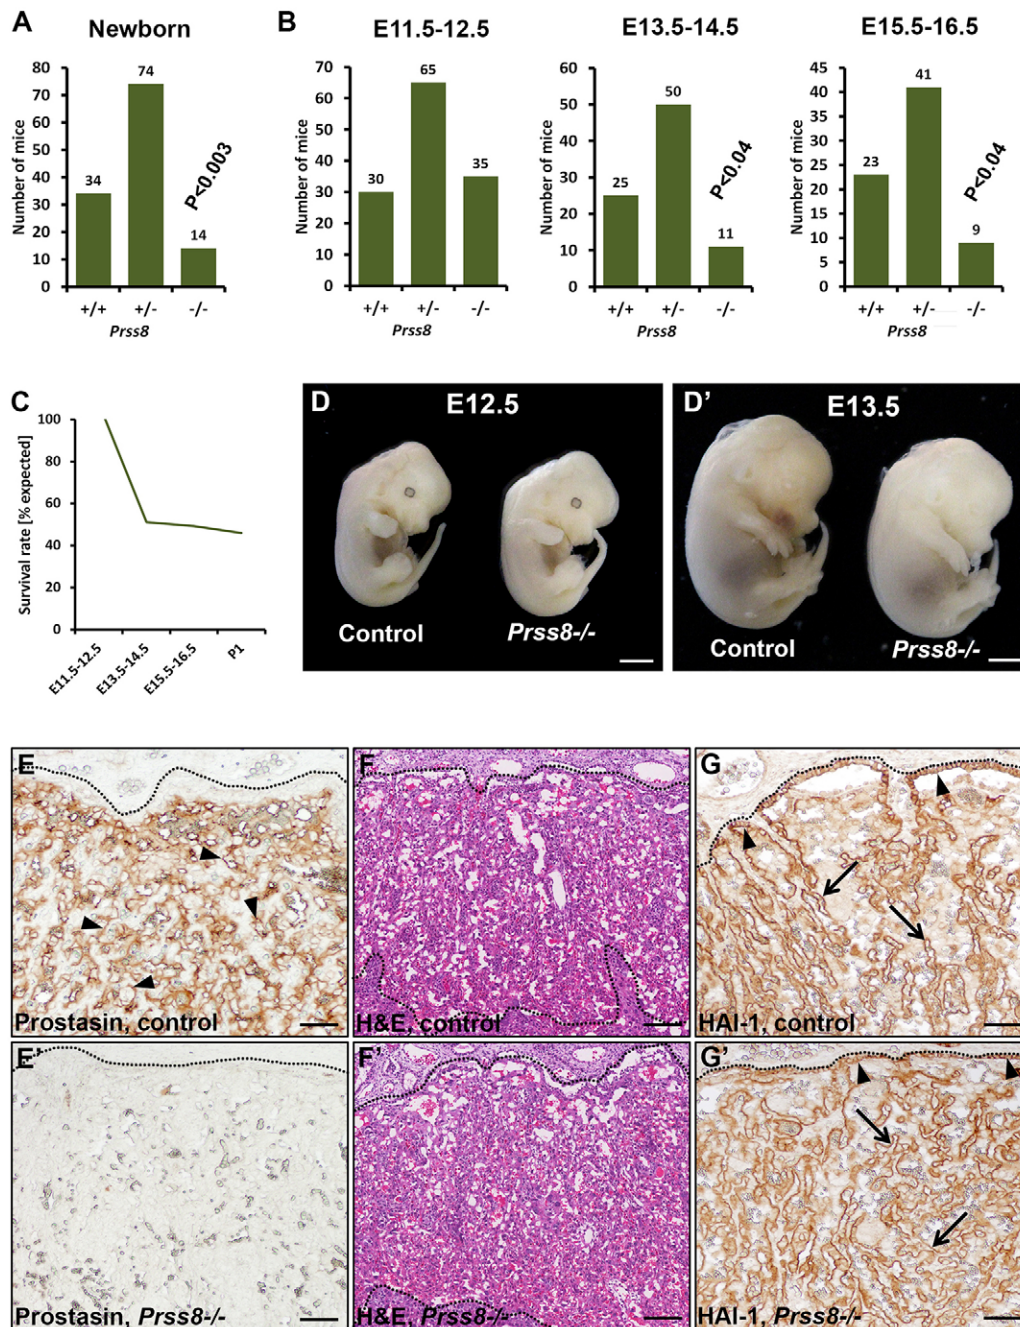 A
Newborn
Number of mice
80
70
60
50
40
30
20
10
0
34
74
14
P<0.003
+/+ +/- -/-
Prss8
B
E11.5-12.5
Number of mice
70
60
50
40
30
20
10
0
30
65
35
+/+ +/- -/-
Prss8
E13.5-14.5
Number of mice
60
50
40
30
20
10
0
25
50
11
P<0.04
+/+ +/- -/-
Prss8
E15.5-16.5
Number of mice
45
40
35
30
25
20
15
10
5
0
23
41
9
P<0.04
+/+ +/- -/-
Prss8
C
Survival rate [% expected]
100
80
60
40
20
0
E11.5-12.5
E13.5-14.5
E15.5-16.5
P1
D
E12.5
Control
Prss8-/-
D'
E13.5
Control
Prss8-/-
E
Prostasin, control
F
H&E, control
G
HAI-1, control
E'
Prostasin, Prss8-/-
F'
H&E, Prss8-/-
G'
HAI-1, Prss8-/-